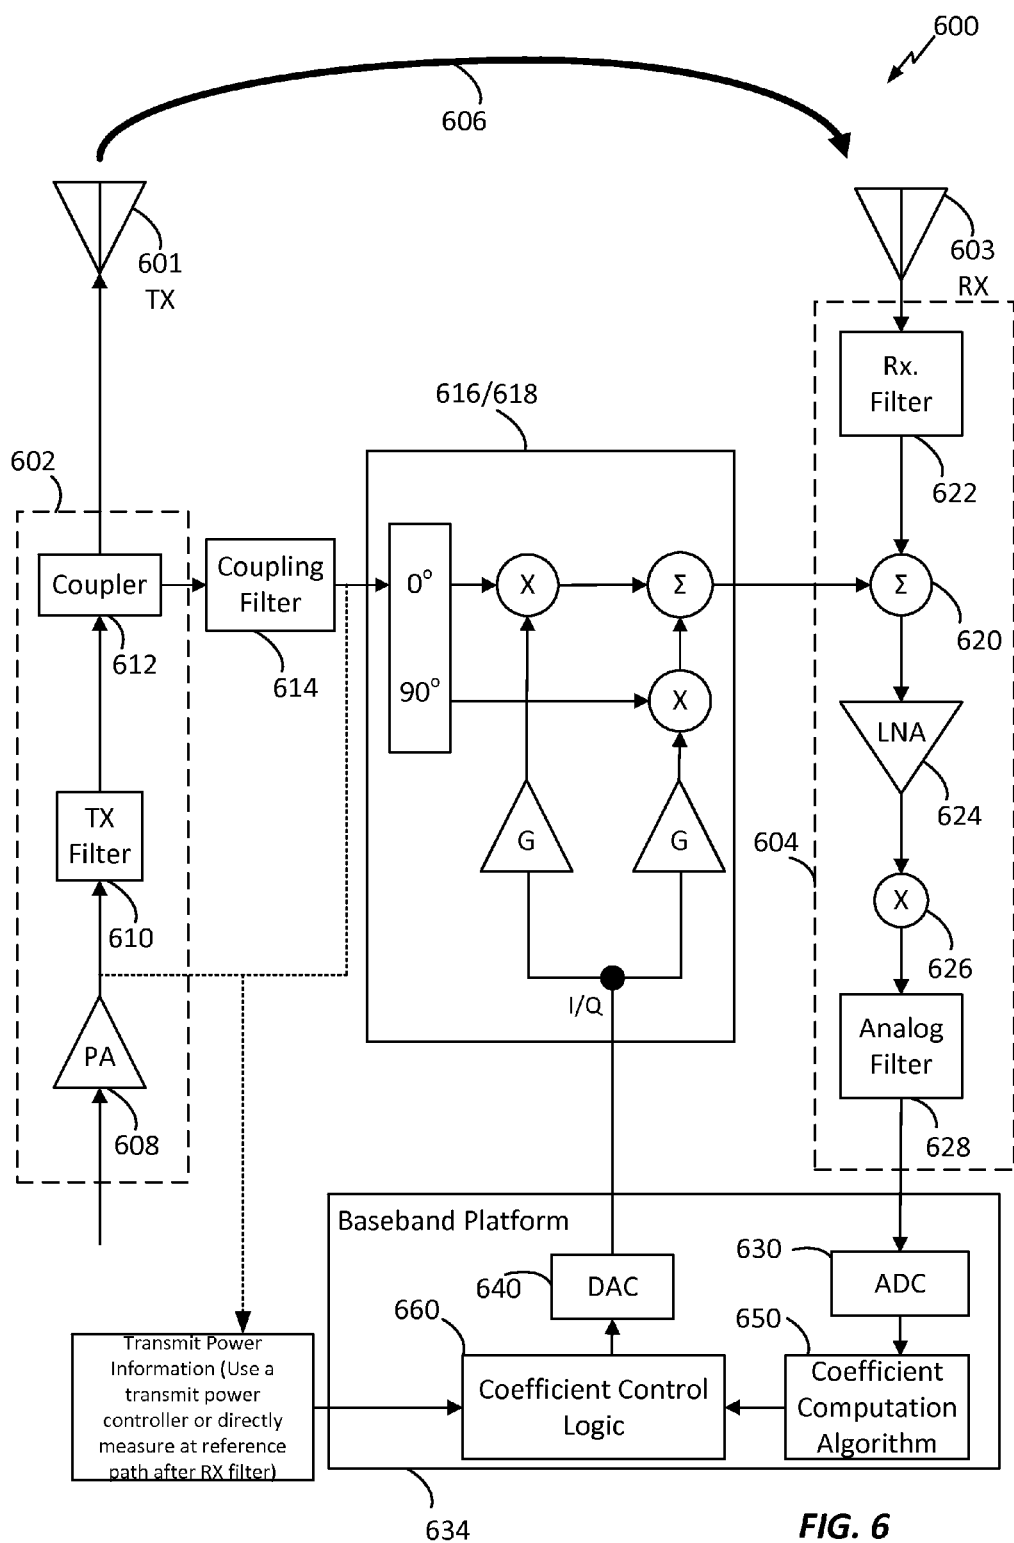 600
606
601
TX
603
RX
Rx.
Filter
622
616/618
602
Coupler
612
Coupling
Filter
614
0°
X
Σ
Σ
620
90°
X
LNA
624
TX
Filter
610
G
G
604
X
626
I/Q
PA
608
Analog
Filter
628
Baseband Platform
640
DAC
630
ADC
660
650
Transmit Power
Information (Use a
transmit power
controller or directly
measure at reference
path after RX filter)
Coefficient Control
Logic
Coefficient
Computation
Algorithm
634
FIG. 6